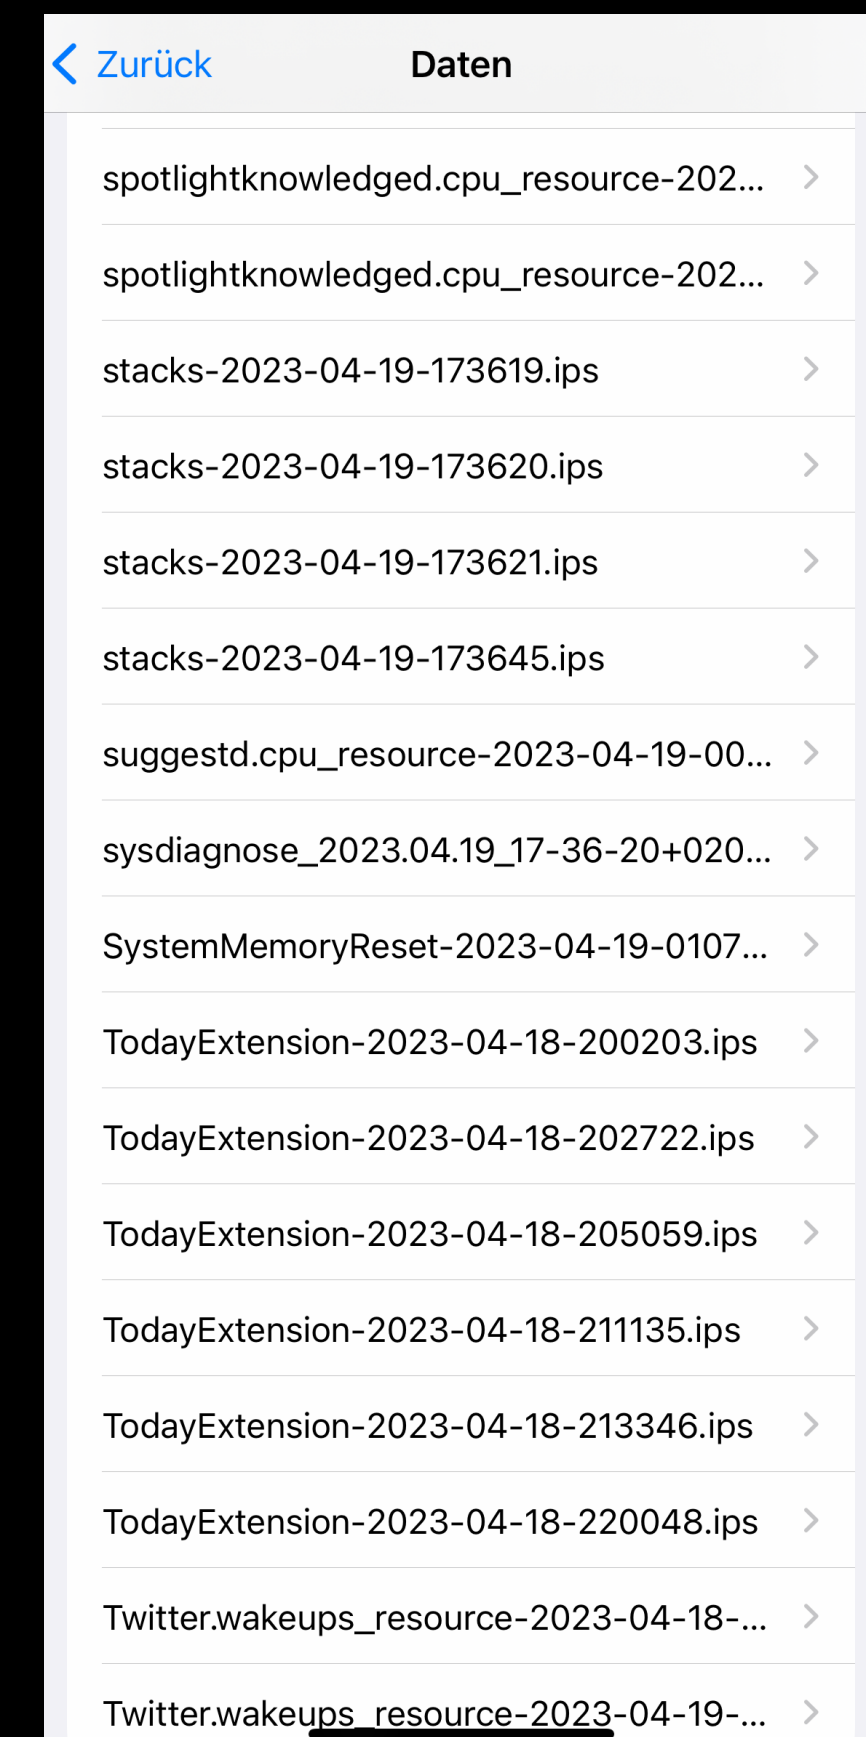 Zurück
Daten
spotlightknowledged.cpu_resource-202...
spotlightknowledged.cpu_resource-202...
stacks-2023-04-19-173619.ips
stacks-2023-04-19-173620.ips
stacks-2023-04-19-173621.ips
stacks-2023-04-19-173645.ips
suggestd.cpu_resource-2023-04-19-00...
sysdiagnose_2023.04.19_17-36-20+020...
SystemMemoryReset-2023-04-19-0107...
TodayExtension-2023-04-18-200203.ips
TodayExtension-2023-04-18-202722.ips
TodayExtension-2023-04-18-205059.ips
TodayExtension-2023-04-18-211135.ips
TodayExtension-2023-04-18-213346.ips
TodayExtension-2023-04-18-220048.ips
Twitter.wakeups_resource-2023-04-18-...
Twitter.wakeups_resource-2023-04-19-...